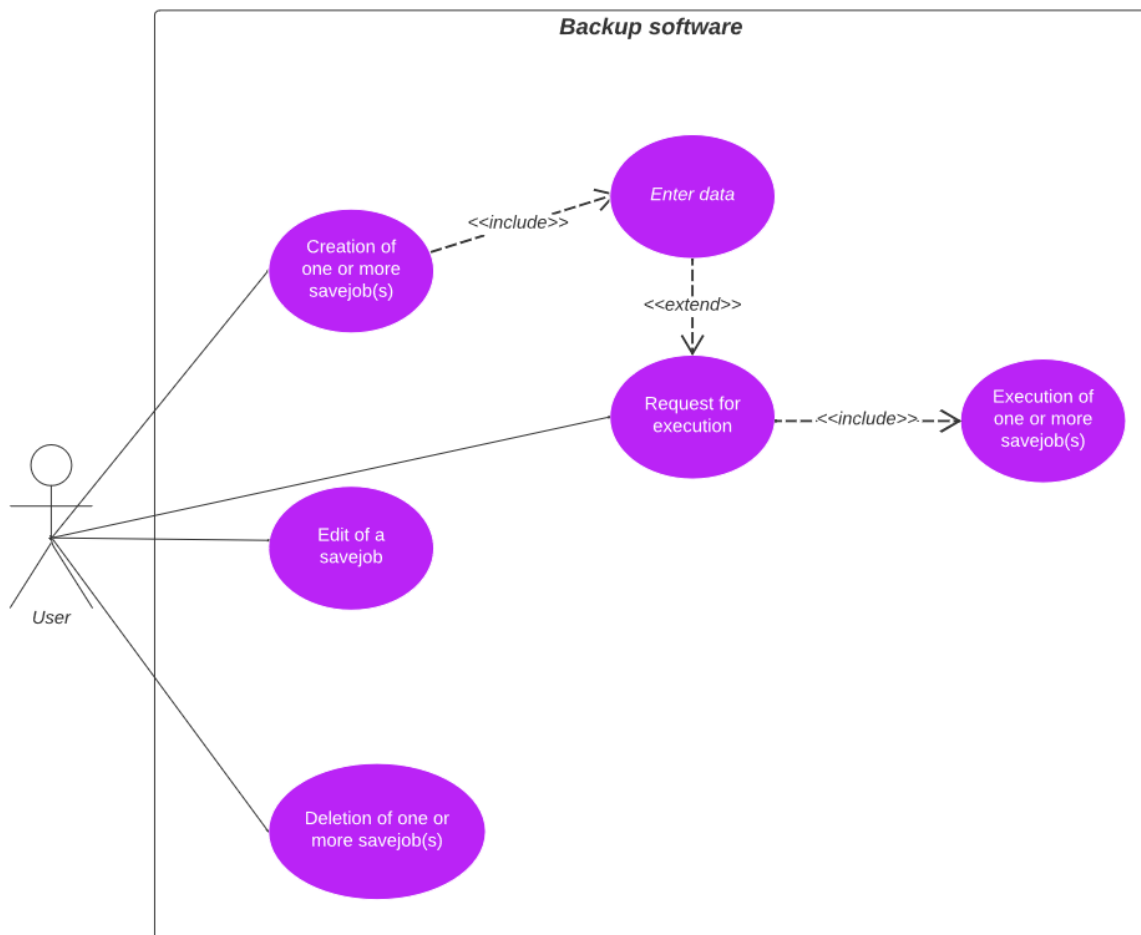 Backup software
Enter data
<<include>>
Creation of
one or more
savejob(s)
<<extend>>
Request for
execution
<<include>>
Execution of
one or more
savejob(s)
Edit of a
savejob
User
Deletion of one or
more savejob(s)